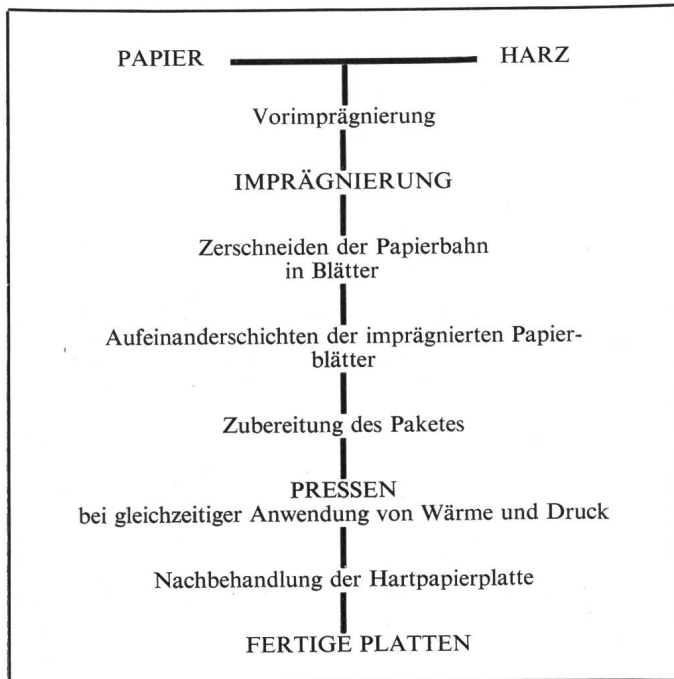 PAPIER HARZ
Vorimprägnierung
IMPRÄGNIERUNG
Zerschneiden der Papierbahn
in Blätter
Aufeinanderschichten der imprägnierten Papier-
blätter
Zubereitung des Paketes
PRESSEN
bei gleichzeitiger Anwendung von Wärme und Druck
Nachbehandlung der Hartpapierplatte
FERTIGE PLATTEN